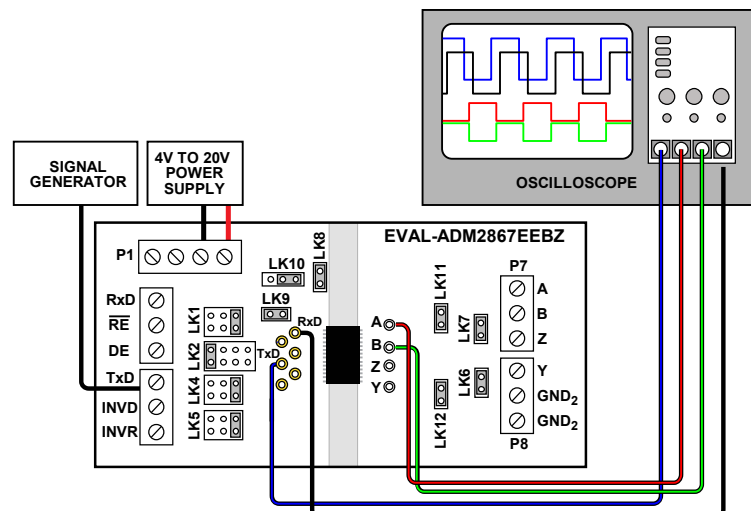 OSCILLOSCOPE
SIGNAL
GENERATOR
4V TO 20V
POWER
SUPPLY
EVAL-ADM2867EEBZ
P1
LK10
LK8
LK9
RxD
RE
DE
TxD
INVD
INVR
LK1
LK2
LK4
LK5
RxD
TxD
A
B
Z
Y
LK11
LK7
LK12
LK6
P7
A
B
Z
Y
GND2
GND2
P8